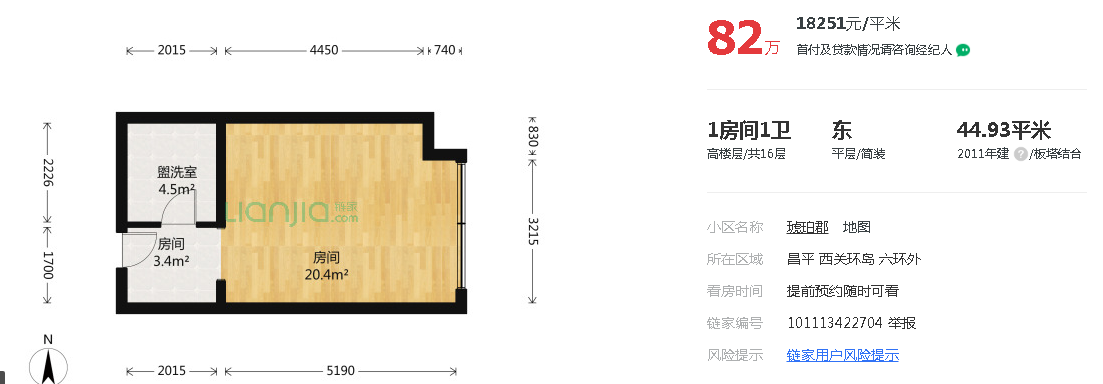 2015
4450
740
2226
1700
830
3215
盥洗室
4.5m²
房间
3.4m²
房间
20.4m²
Lianjia.com
链家
N
2015
5190
82万
18251元/平米
首付及贷款情况请咨询经纪人
1房间1卫
高楼层/共16层
东
平层/简装
44.93平米
2011年建 ?/板塔结合
小区名称 琥珀郡 地图
所在区域 昌平 西关环岛 六环外
看房时间 提前预约随时可看
链家编号 101113422704 举报
风险提示 链家用户风险提示